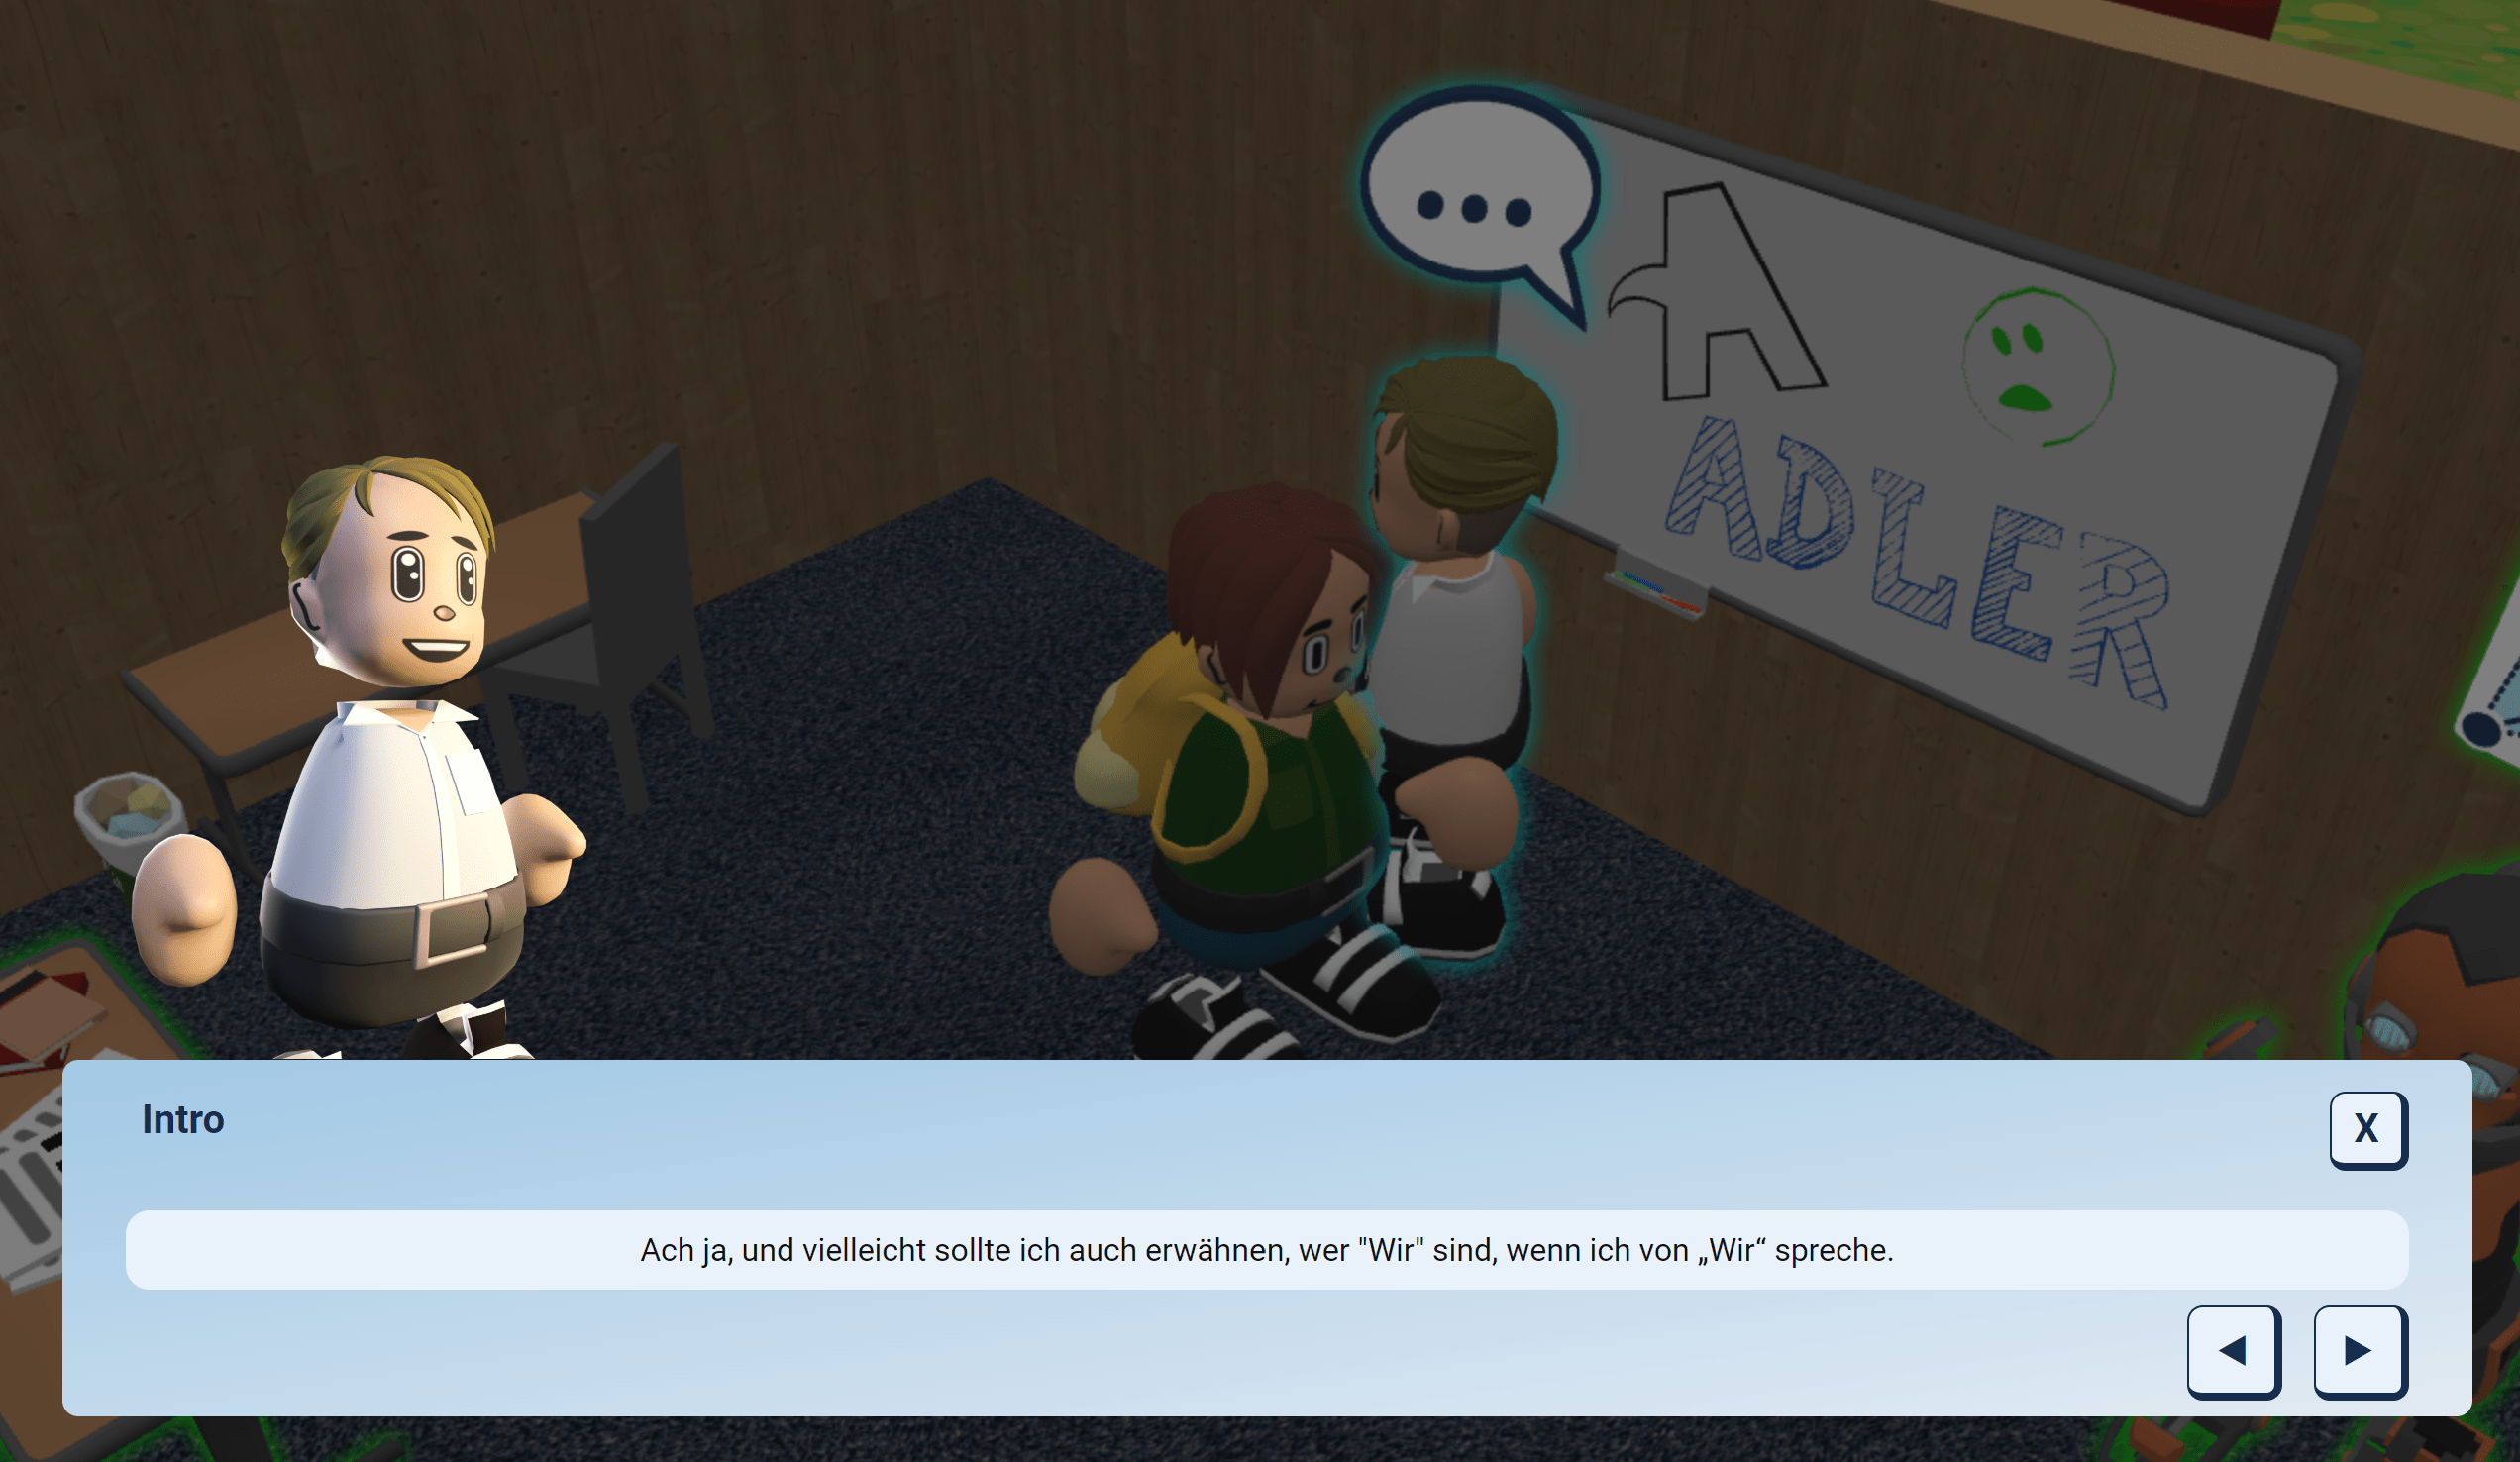 A
ADLER
Intro
X
Ach ja, und vielleicht sollte ich auch erwähnen, wer "Wir" sind, wenn ich von „Wir“ spreche.